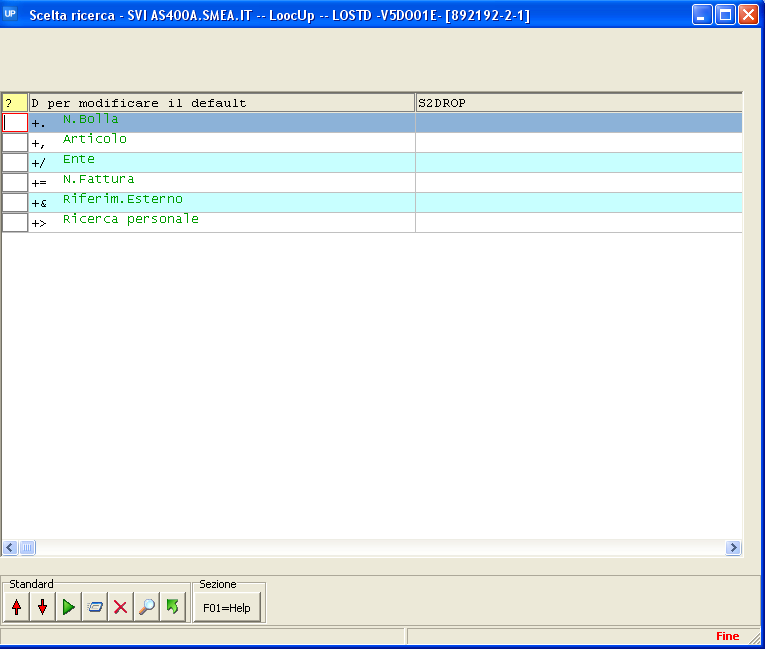 UP Scelta ricerca - SVI AS400A.SMEA.IT -- LoocUp -- LOSTD -V5DO01E- [892192-2-1]
? D per modificare il default S2DROP
+. N.Bolla
+, Articolo
+/ Ente
+= N.Fattura
+& Riferim.Esterno
+> Ricerca personale
Standard Sezione
F01=Help
Fine